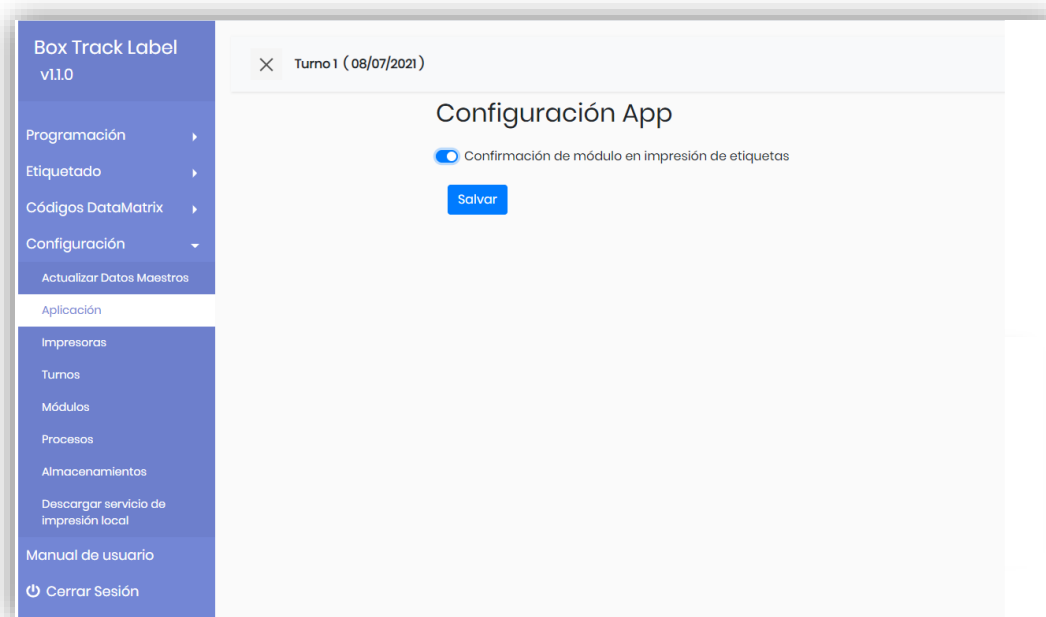 Box Track Label
v1.1.0
Programación
Etiquetado
Códigos DataMatrix
Configuración
Actualizar Datos Maestros
Aplicación
Impresoras
Turnos
Módulos
Procesos
Almacenamientos
Descargar servicio de
impresión local
Manual de usuario
Cerrar Sesión
Turno 1 ( 08/07/2021 )
Configuración App
Confirmación de módulo en impresión de etiquetas
Salvar